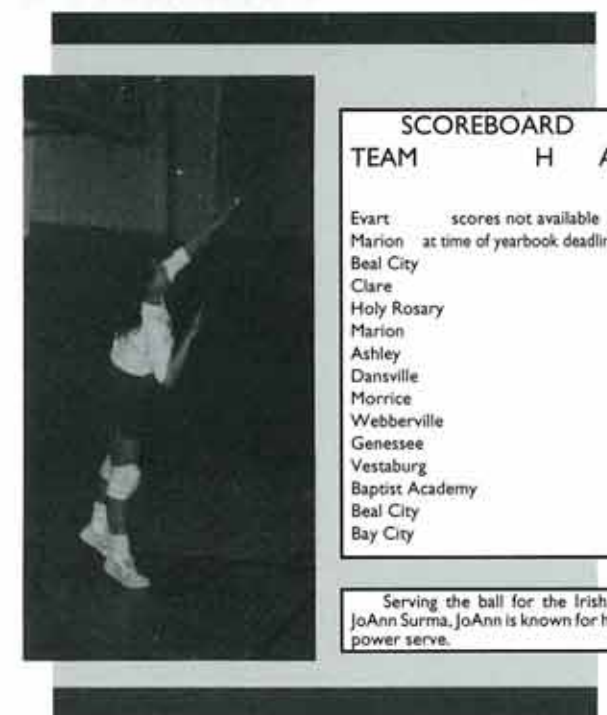 SCOREBOARD
TEAM H
Evart scores not available
Marion at time of yearbook
Beal City
Clare
Holy Rosary
Marion
Ashley
Dansville
Morrice
Webberville
Genessee
Vestaburg
Baptist Academy
Beal City
Bay City
Serving the ball for the Irish
JoAnn Surma, JoAnn is known for
power serve.